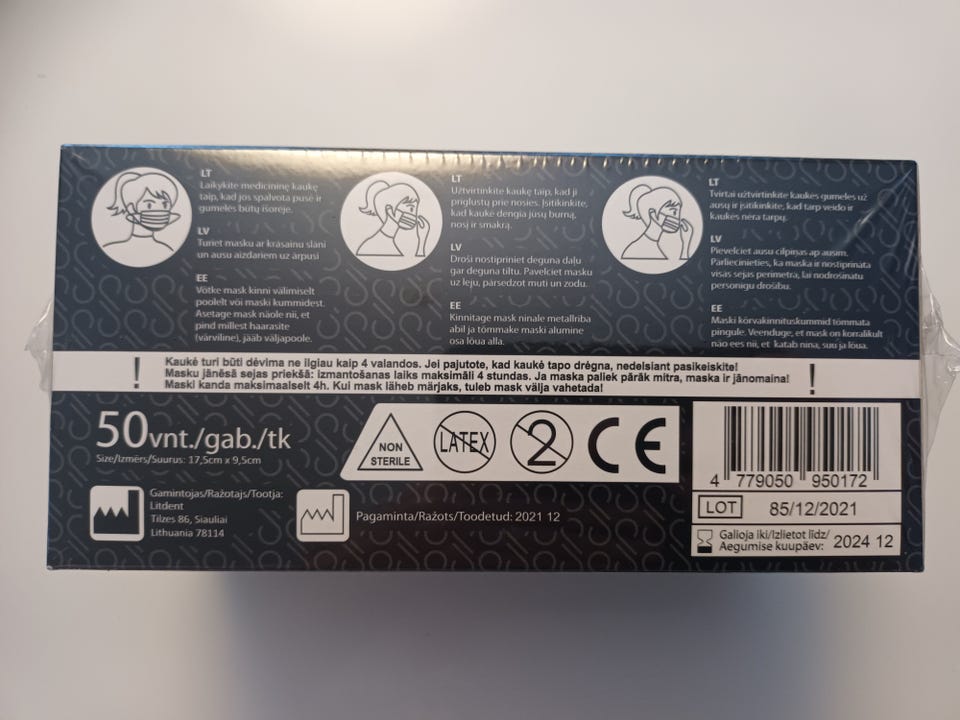 LT
Laikykite medicininę kaukę
taip, kad jos spalvota pusė ir
gumelės būtų išorėje.
LV
Turiet masku ar krāsainu slāni
un ausu aizdariem uz ārpusi
EE
Võtke mask kinni välimiselt
poolelt või maski kummidest.
Asetage mask näole nii, et
pind millest haarasite
(värviline), jääb väljapoole.
LT
Užtvirtinkite kaukę taip, kad ji
priglustų prie nosies. Įsitikinkite,
kad kaukė dengia jūsų burną,
nosį ir smakrą.
LV
Droši nostipriniet deguna daļu
gar deguna tiltu. Pavelciet masku
uz leju, pārsedzot muti un zodu.
EE
Kinnitage mask ninale metallriba
abil ja tõmmake maski alumine
osa lõua alla.
LT
Tvirtai užtvirtinkite kaukės gumeles už
ausų ir įsitikinkite, kad tarp veido ir
kaukės nėra tarpų.
LV
Pievelciet ausu cilpiņas ap ausīm.
Parliecinieties, ka maska ir nostiprināta
visas sejas perimetrā, lai nodrošinātu
personīgu drošību.
EE
Maski kõrvakinnituskummid tõmmata
pingule. Veenduge, et mask on korralikult
näo ees nii, et katab nina, suu ja lõua.
! Kaukė turi būti dėvima ne ilgiau kaip 4 valandos. Jei pajutote, kad kaukė tapo drėgna, nedelsiant pasikeiskite! !
Masku jānēsā sejas priekšā: izmantošanas laiks maksimāli 4 stundas. Ja maska paliek pārāk mitra, maska ir jānomaina!
Maski kanda maksimaalselt 4h. Kui mask läheb märjaks, tuleb mask välja vahetada!
50vnt./gab./tk
Size/Izmērs/Suurus: 17,5cm x 9,5cm
NON
STERILE
LATEX
2
CE
4 779050 950172
LOT 85/12/2021
Galioja iki/Izlietot līdz/
Aegumise kuupäev: 2024 12
Gamintojas/Ražotajs/Tootja:
Litdent
Tilzes 86, Siauliai
Lithuania 78114
Pagaminta/Ražots/Toodetud: 2021 12